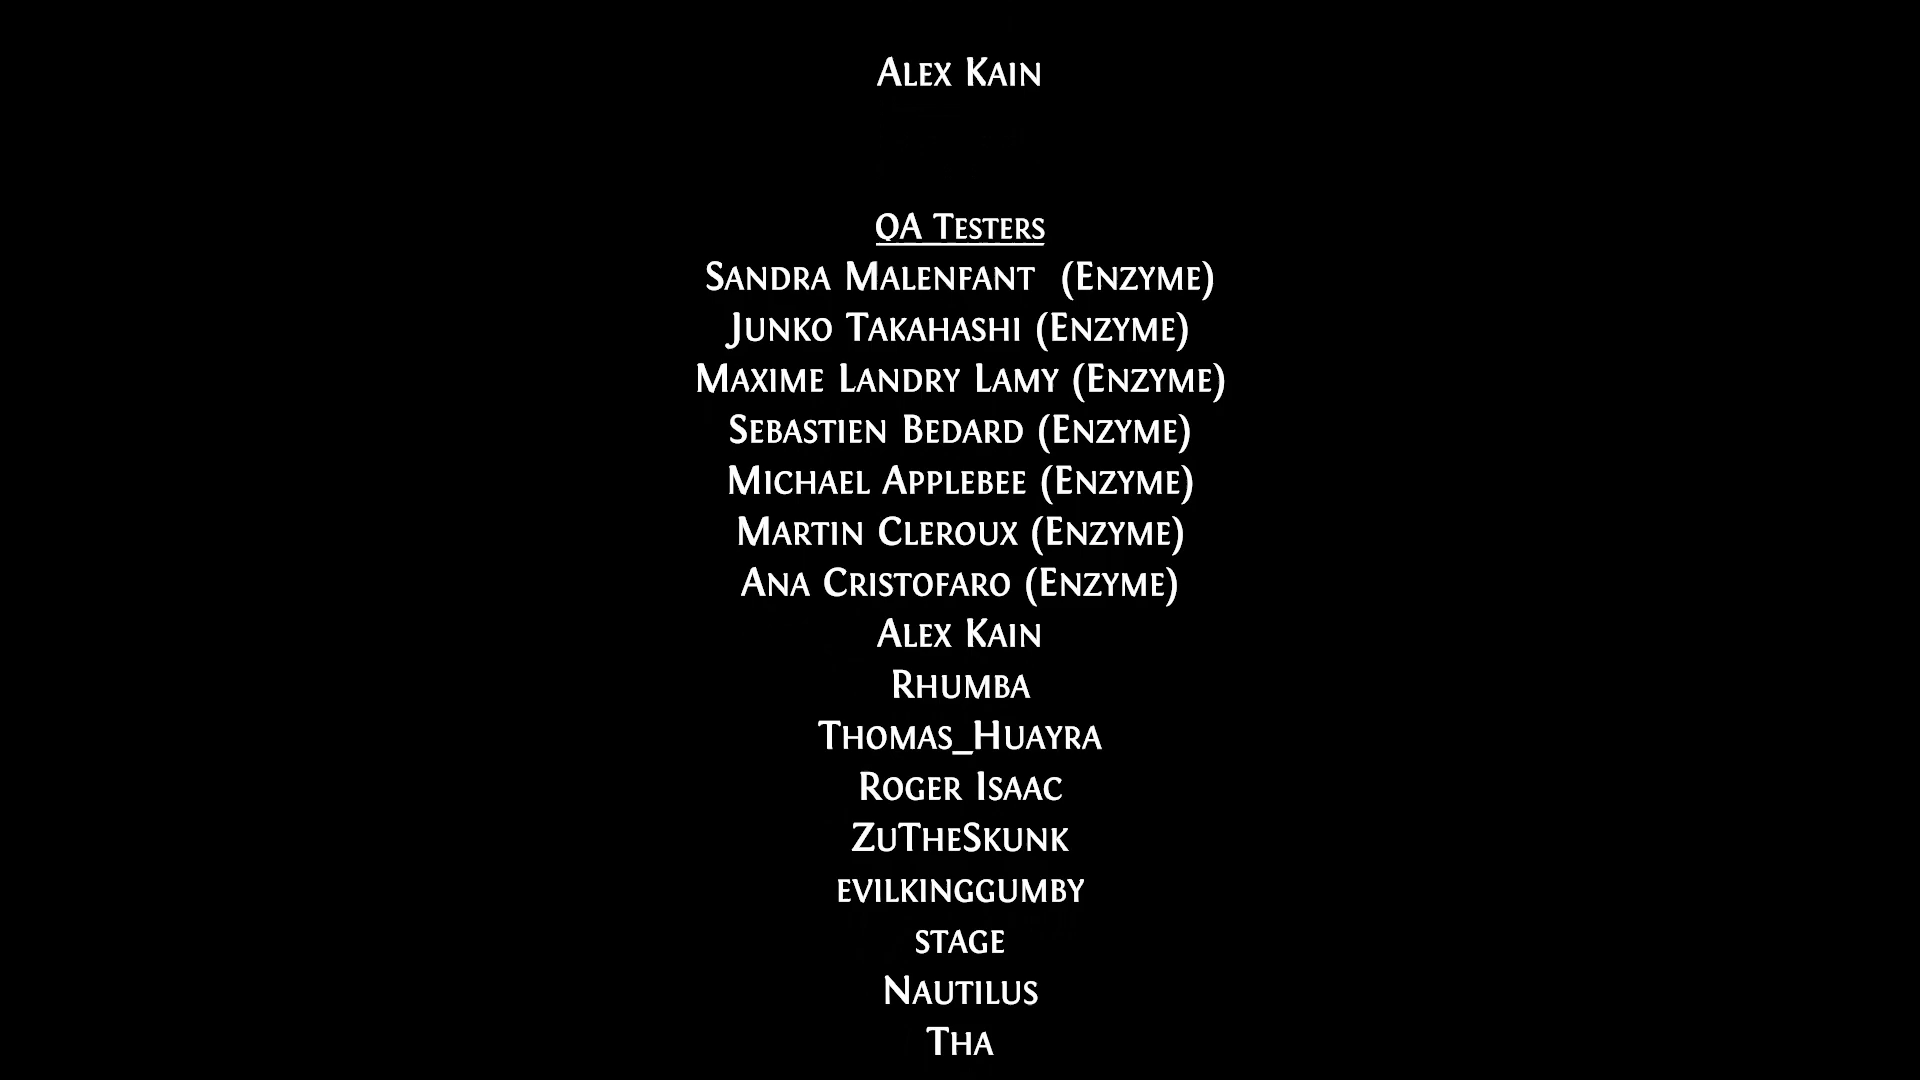 Alex Kain
QA Testers
Sandra Malenfant  (Enzyme)
Junko Takahashi (Enzyme)
Maxime Landry Lamy (Enzyme)
Sebastien Bedard (Enzyme)
Michael Applebee (Enzyme)
Martin Cleroux (Enzyme)
Ana Cristofaro (Enzyme)
Alex Kain
Rhumba
Thomas_Huayra
Roger Isaac
ZuTheSkunk
evilkinggumby
stage
Nautilus
Tha